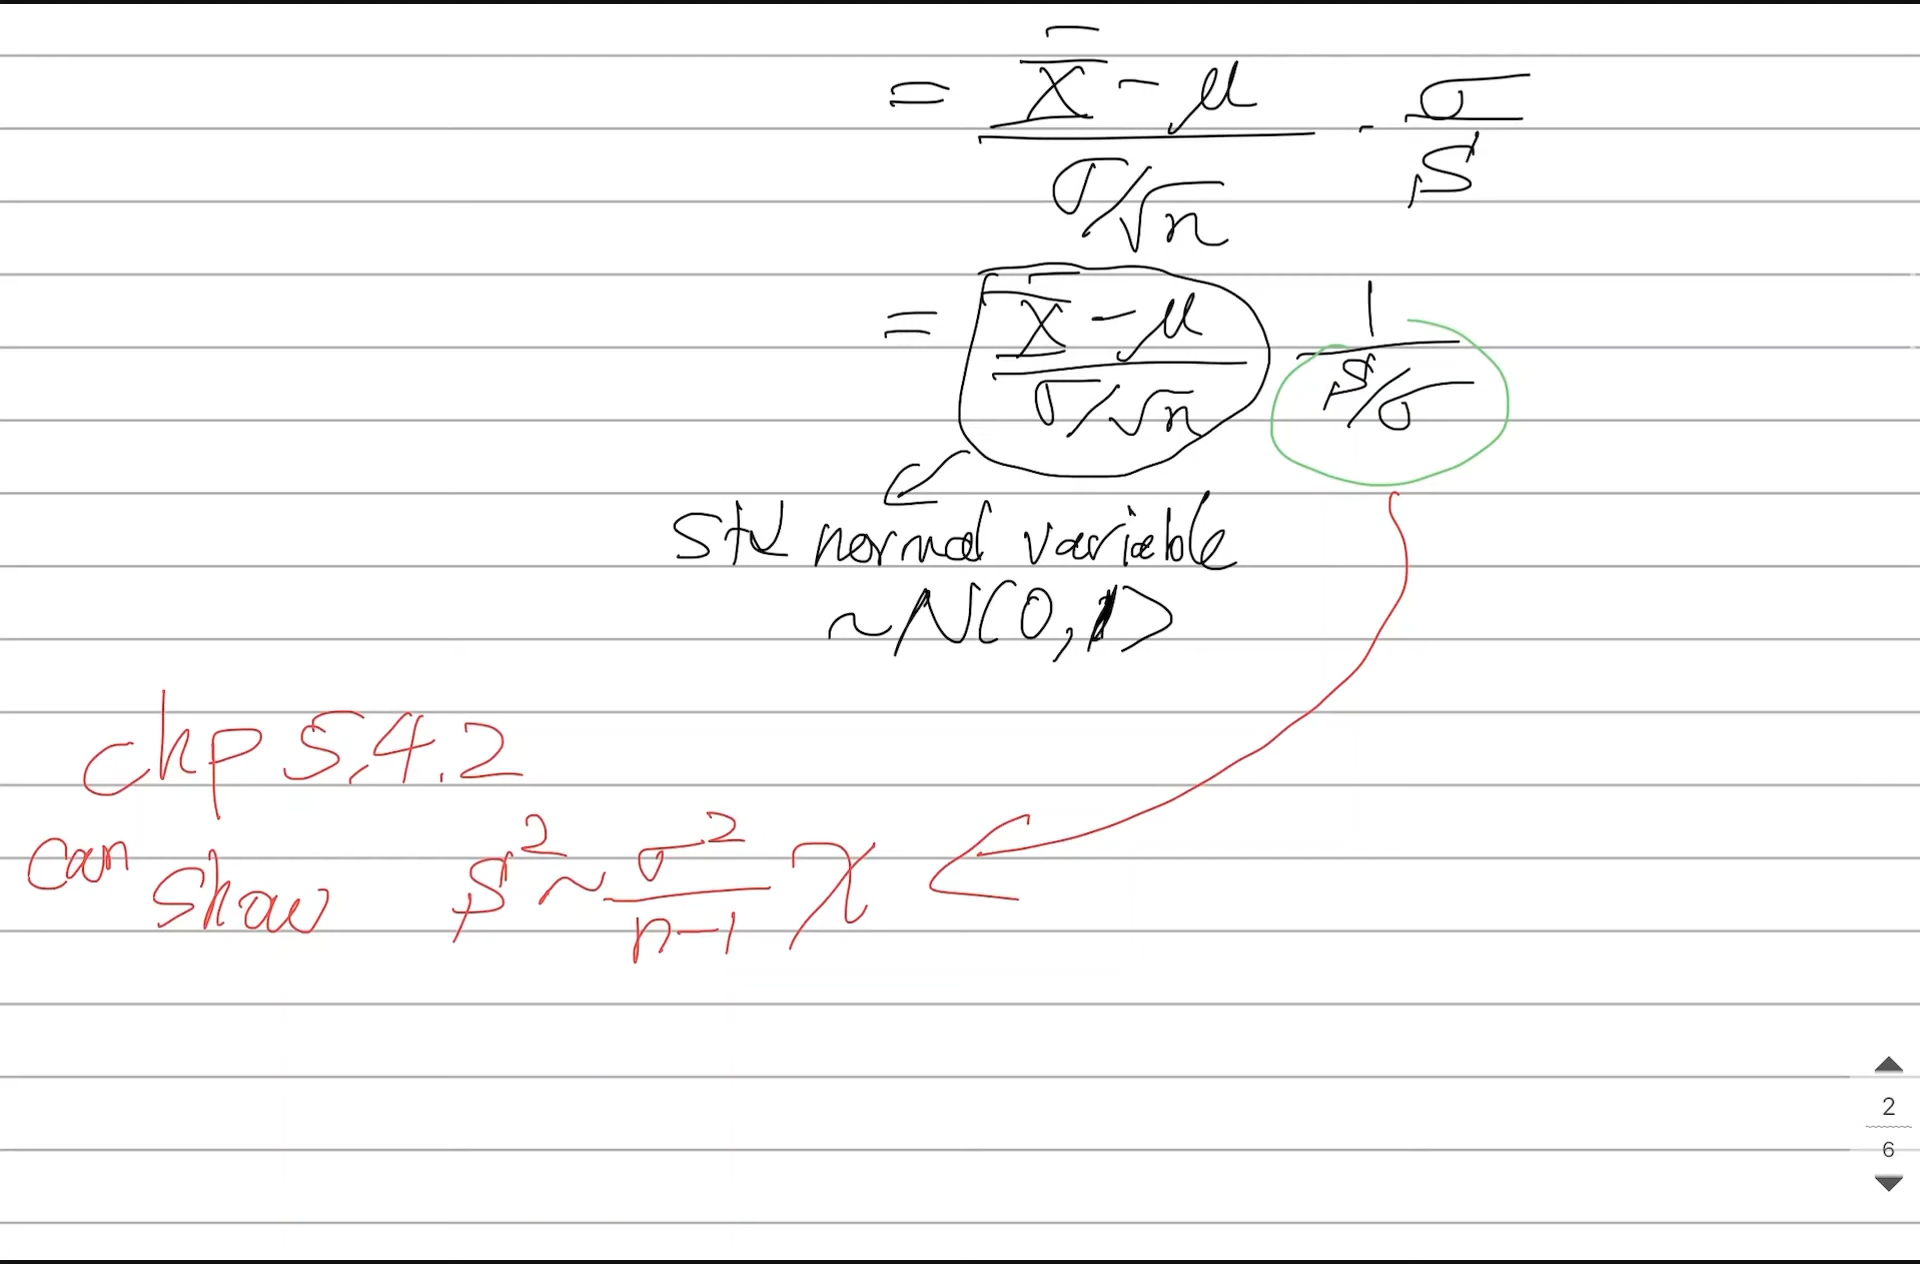 = (X̄ - μ)/(σ/√n) · σ/S
= (X̄ - μ)/(σ/√n) 1/(S/σ)
std normal variable
~N(0,1)
chp 5.4.2
can show S² ~ σ²/(n-1) χ
2
6